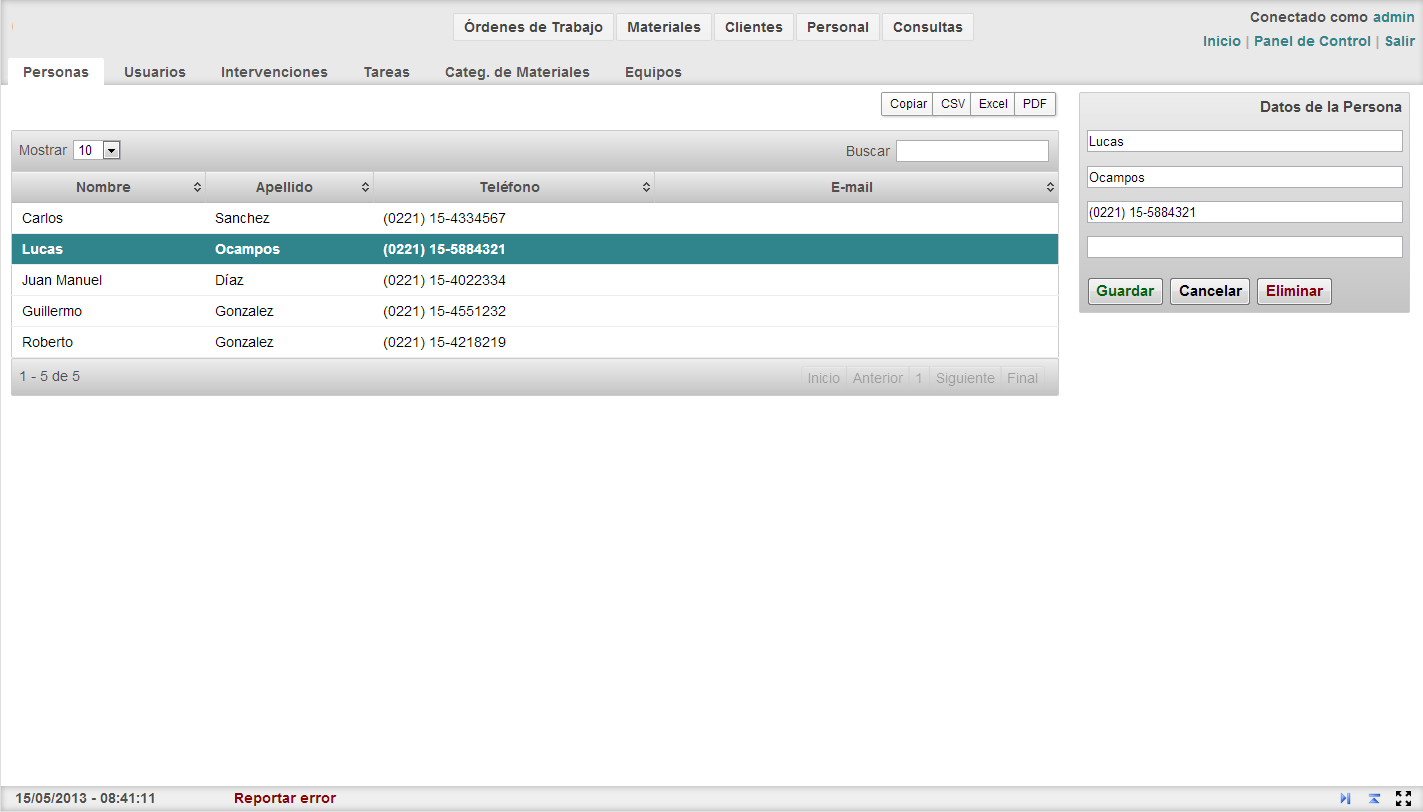 Órdenes de Trabajo Materiales Clientes Personal Consultas
Conectado como admin
Inicio | Panel de Control | Salir
Personas Usuarios Intervenciones Tareas Categ. de Materiales Equipos
Copiar CSV Excel PDF
Mostrar 10 Buscar
Nombre Apellido Teléfono E-mail
Carlos Sanchez (0221) 15-4334567
Lucas Ocampos (0221) 15-5884321
Juan Manuel Díaz (0221) 15-4022334
Guillermo Gonzalez (0221) 15-4551232
Roberto Gonzalez (0221) 15-4218219
1 - 5 de 5 Inicio Anterior 1 Siguiente Final
Datos de la Persona
Lucas
Ocampos
(0221) 15-5884321
Guardar Cancelar Eliminar
15/05/2013 - 08:41:11 Reportar error